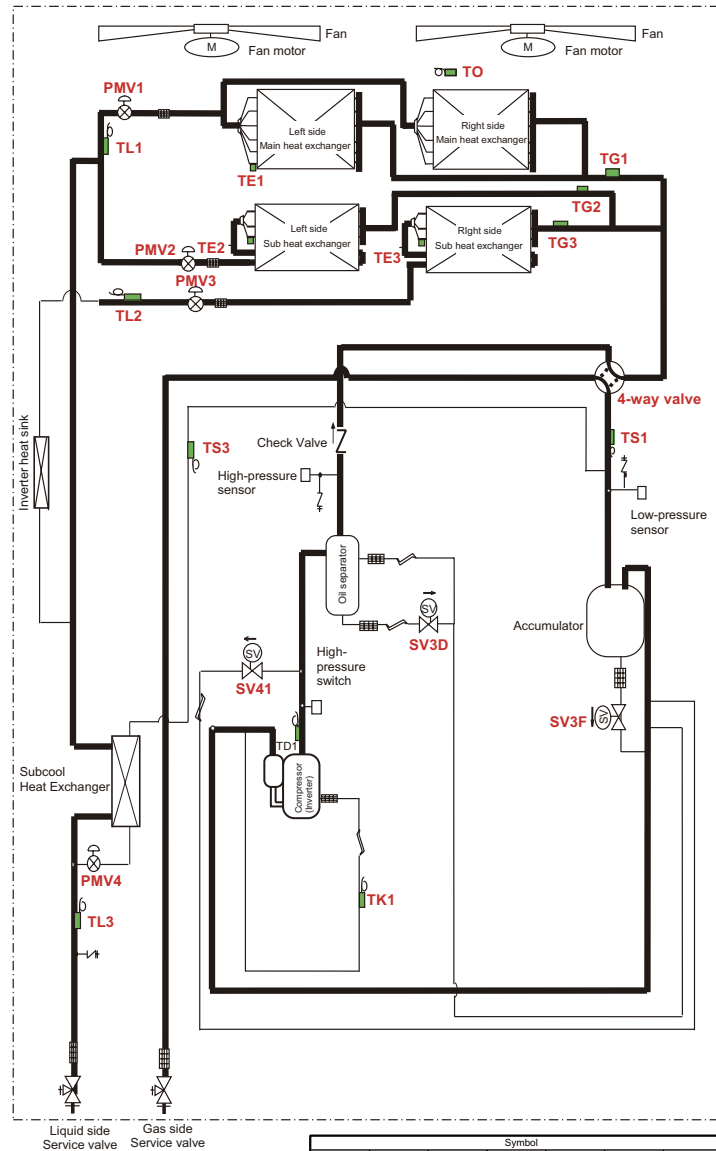 Fan
Fan
M
M
Fan motor
Fan motor
TO
PMV1
Left side
Main heat exchanger
Right side
Main heat exchanger
TL1
TE1
TG1
TG2
Left side
Sub heat exchanger
RIght side
Sub heat exchanger
TE2
TE3
TG3
PMV2
PMV3
TL2
4-way valve
TS3
Check Valve
TS1
Inverter heat sink
High-pressure
sensor
Low-pressure
sensor
Oil separator
SV
SV3D
Accumulator
SV
SV41
High-
pressure
switch
SV
SV3F
TD1
Compressor
(Inverter)
Subcool
Heat Exchanger
PMV4
TK1
TL3
Liquid side
Service valve
Gas side
Service valve
Symbol